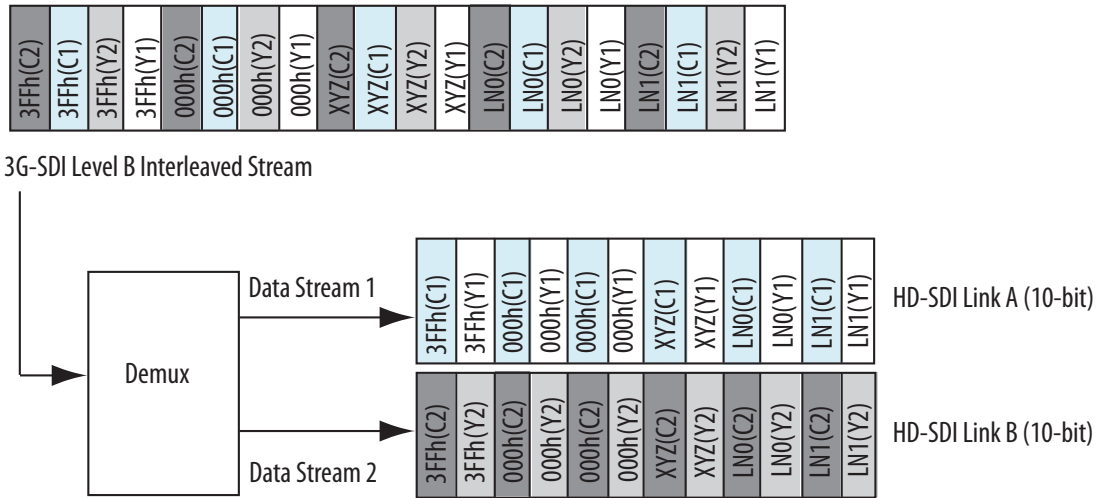 3FFh(C2) 3FFh(C1) 3FFh(Y2) 3FFh(Y1) 000h(C2) 000h(C1) 000h(Y2) 000h(Y1) XYZ(C2) XYZ(C1) XYZ(Y2) XYZ(Y1) LN0(C2) LN0(C1) LN0(Y2) LN0(Y1) LN1(C2) LN1(C1) LN1(Y2) LN1(Y1)
3G-SDI Level B Interleaved Stream
Demux
Data Stream 1
3FFh(C1) 3FFh(Y1) 000h(C1) 000h(Y1) 000h(C1) 000h(Y1) XYZ(C1) XYZ(Y1) LN0(C1) LN0(Y1) LN1(C1) LN1(Y1)
HD-SDI Link A (10-bit)
Data Stream 2
3FFh(C2) 3FFh(Y2) 000h(C2) 000h(Y2) 000h(C2) 000h(Y2) XYZ(C2) XYZ(Y2) LN0(C2) LN0(Y2) LN1(C2) LN1(Y2)
HD-SDI Link B (10-bit)